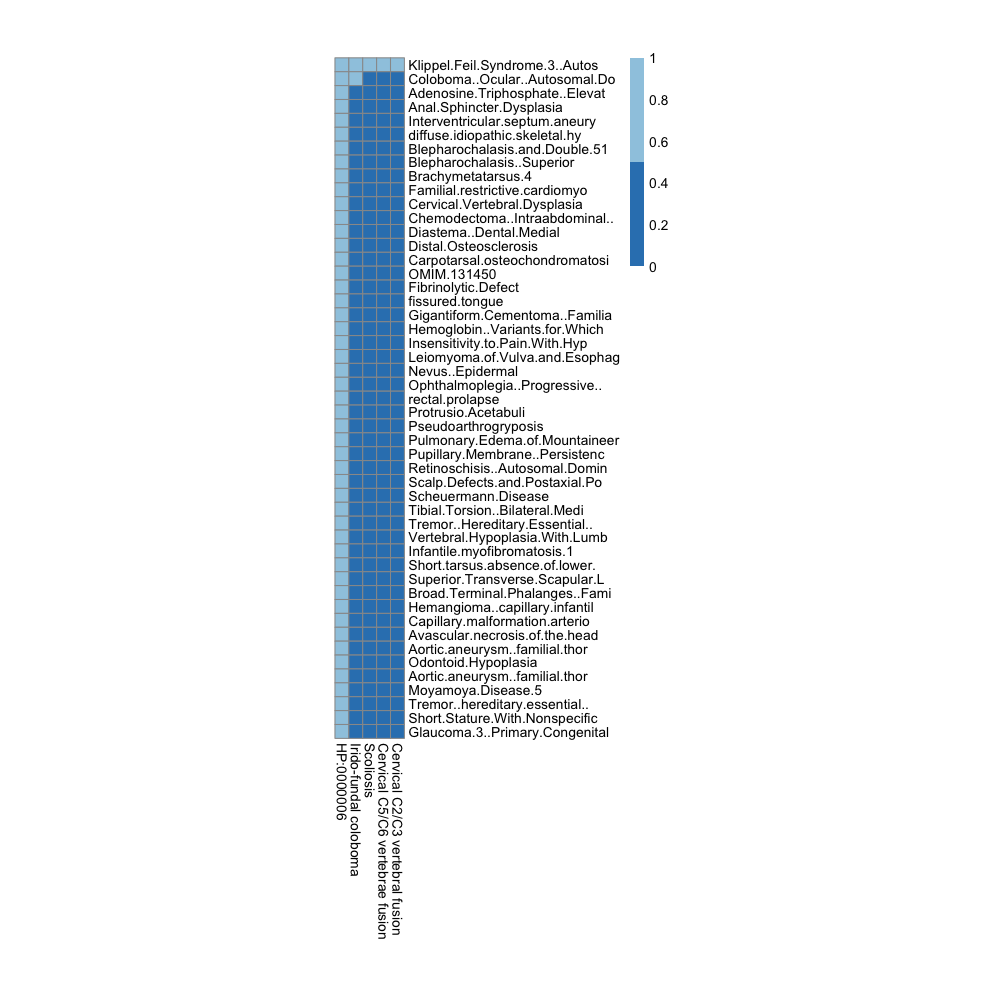 Klippel.Feil.Syndrome.3..Autos
Coloboma..Ocular..Autosomal.Do
Adenosine.Triphosphate..Elevat
Anal.Sphincter.Dysplasia
Interventricular.septum.aneury
diffuse.idiopathic.skeletal.hy
Blepharochalasis.and.Double.51
Blepharochalasis..Superior
Brachymetatarsus.4
Familial.restrictive.cardiomyo
Cervical.Vertebral.Dysplasia
Chemodectoma..Intraabdominal..
Diastema..Dental.Medial
Distal.Osteosclerosis
Carpotarsal.osteochondromatosi
OMIM.131450
Fibrinolytic.Defect
fissured.tongue
Gigantiform.Cementoma..Familia
Hemoglobin..Variants.for.Which
Insensitivity.to.Pain.With.Hyp
Leiomyoma.of.Vulva.and.Esophag
Nevus..Epidermal
Ophthalmoplegia..Progressive..
rectal.prolapse
Protrusio.Acetabuli
Pseudoarthrogryposis
Pulmonary.Edema.of.Mountaineer
Pupillary.Membrane..Persistenc
Retinoschisis..Autosomal.Domin
Scalp.Defects.and.Postaxial.Po
Scheuermann.Disease
Tibial.Torsion..Bilateral.Medi
Tremor..Hereditary.Essential..
Vertebral.Hypoplasia.With.Lumb
Infantile.myofibromatosis.1
Short.tarsus.absence.of.lower.
Superior.Transverse.Scapular.L
Broad.Terminal.Phalanges..Fami
Hemangioma..capillary.infantil
Capillary.malformation.arterio
Avascular.necrosis.of.the.head
Aortic.aneurysm..familial.thor
Odontoid.Hypoplasia
Aortic.aneurysm..familial.thor
Moyamoya.Disease.5
Tremor..hereditary.essential..
Short.Stature.With.Nonspecific
Glaucoma.3..Primary.Congenital
1
0.8
0.6
0.4
0.2
0
HP:0000006
Irido-fundal coloboma
Scoliosis
Cervical C5/C6 vertebrae fusion
Cervical C2/C3 vertebral fusion